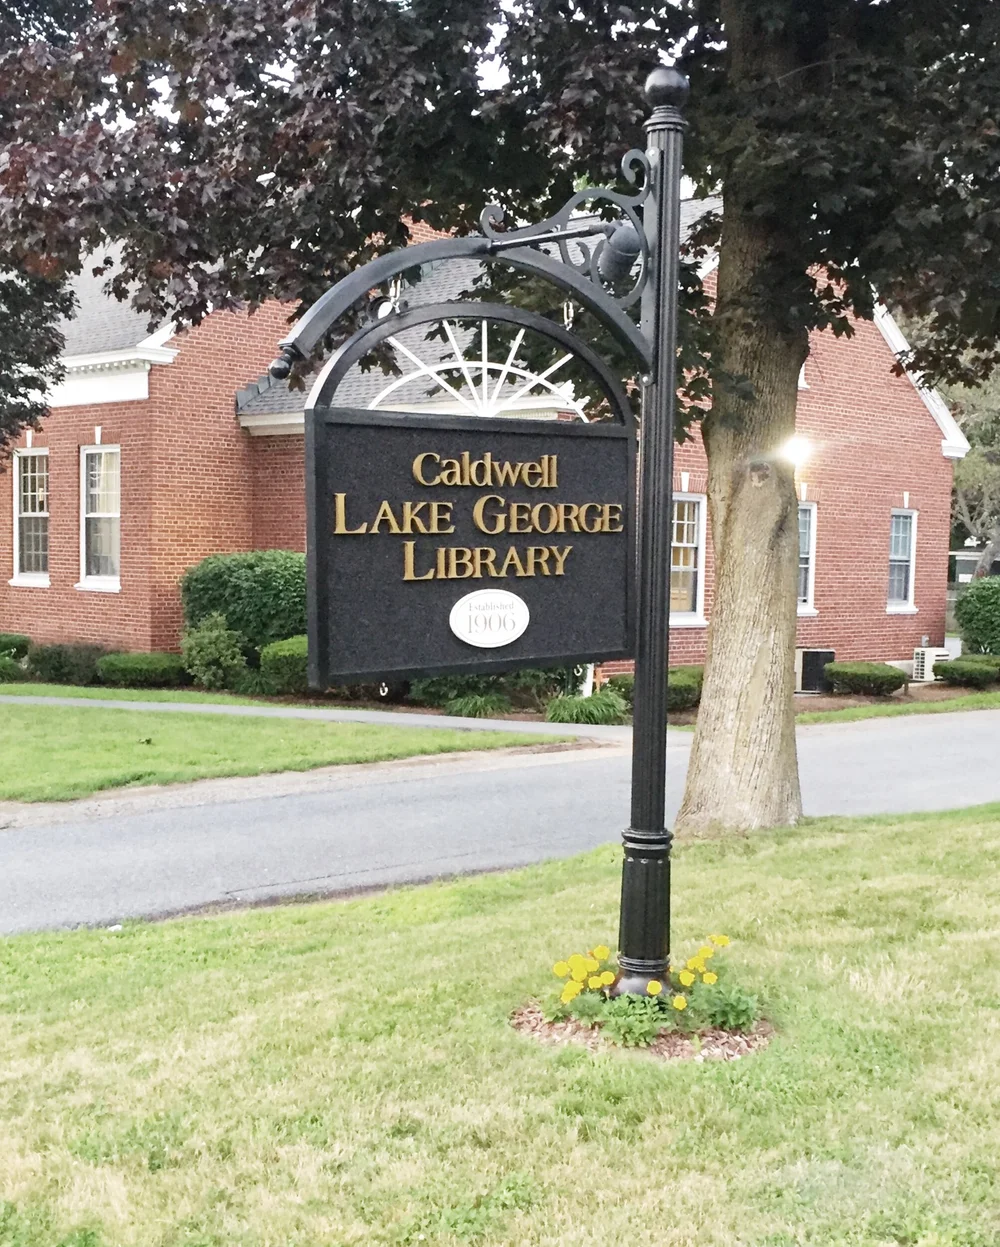 Caldwell
LAKE GEORGE
LIBRARY
Established
1906